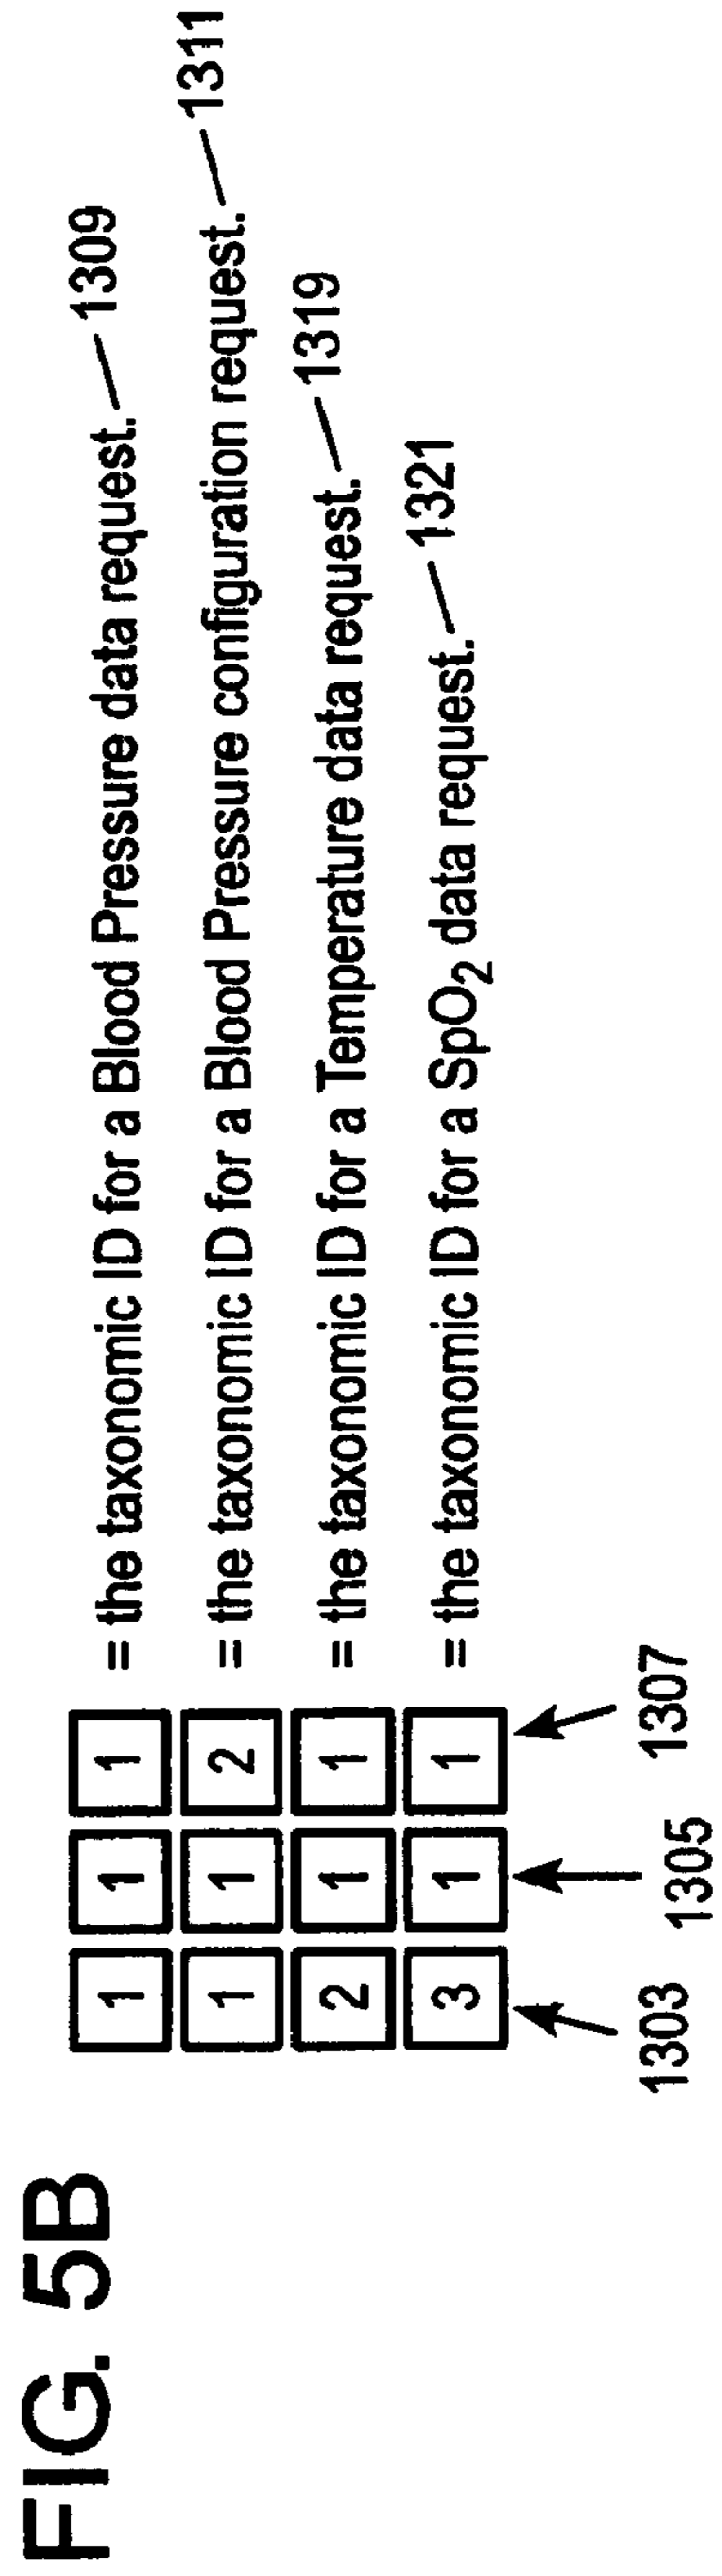 FIG. 5B
1 1 1 = the taxonomic ID for a Blood Pressure data request. 1309
1 1 2 = the taxonomic ID for a Blood Pressure configuration request. 1311
2 1 1 = the taxonomic ID for a Temperature data request. 1319
3 1 1 = the taxonomic ID for a SpO2 data request. 1321
1303 1305 1307